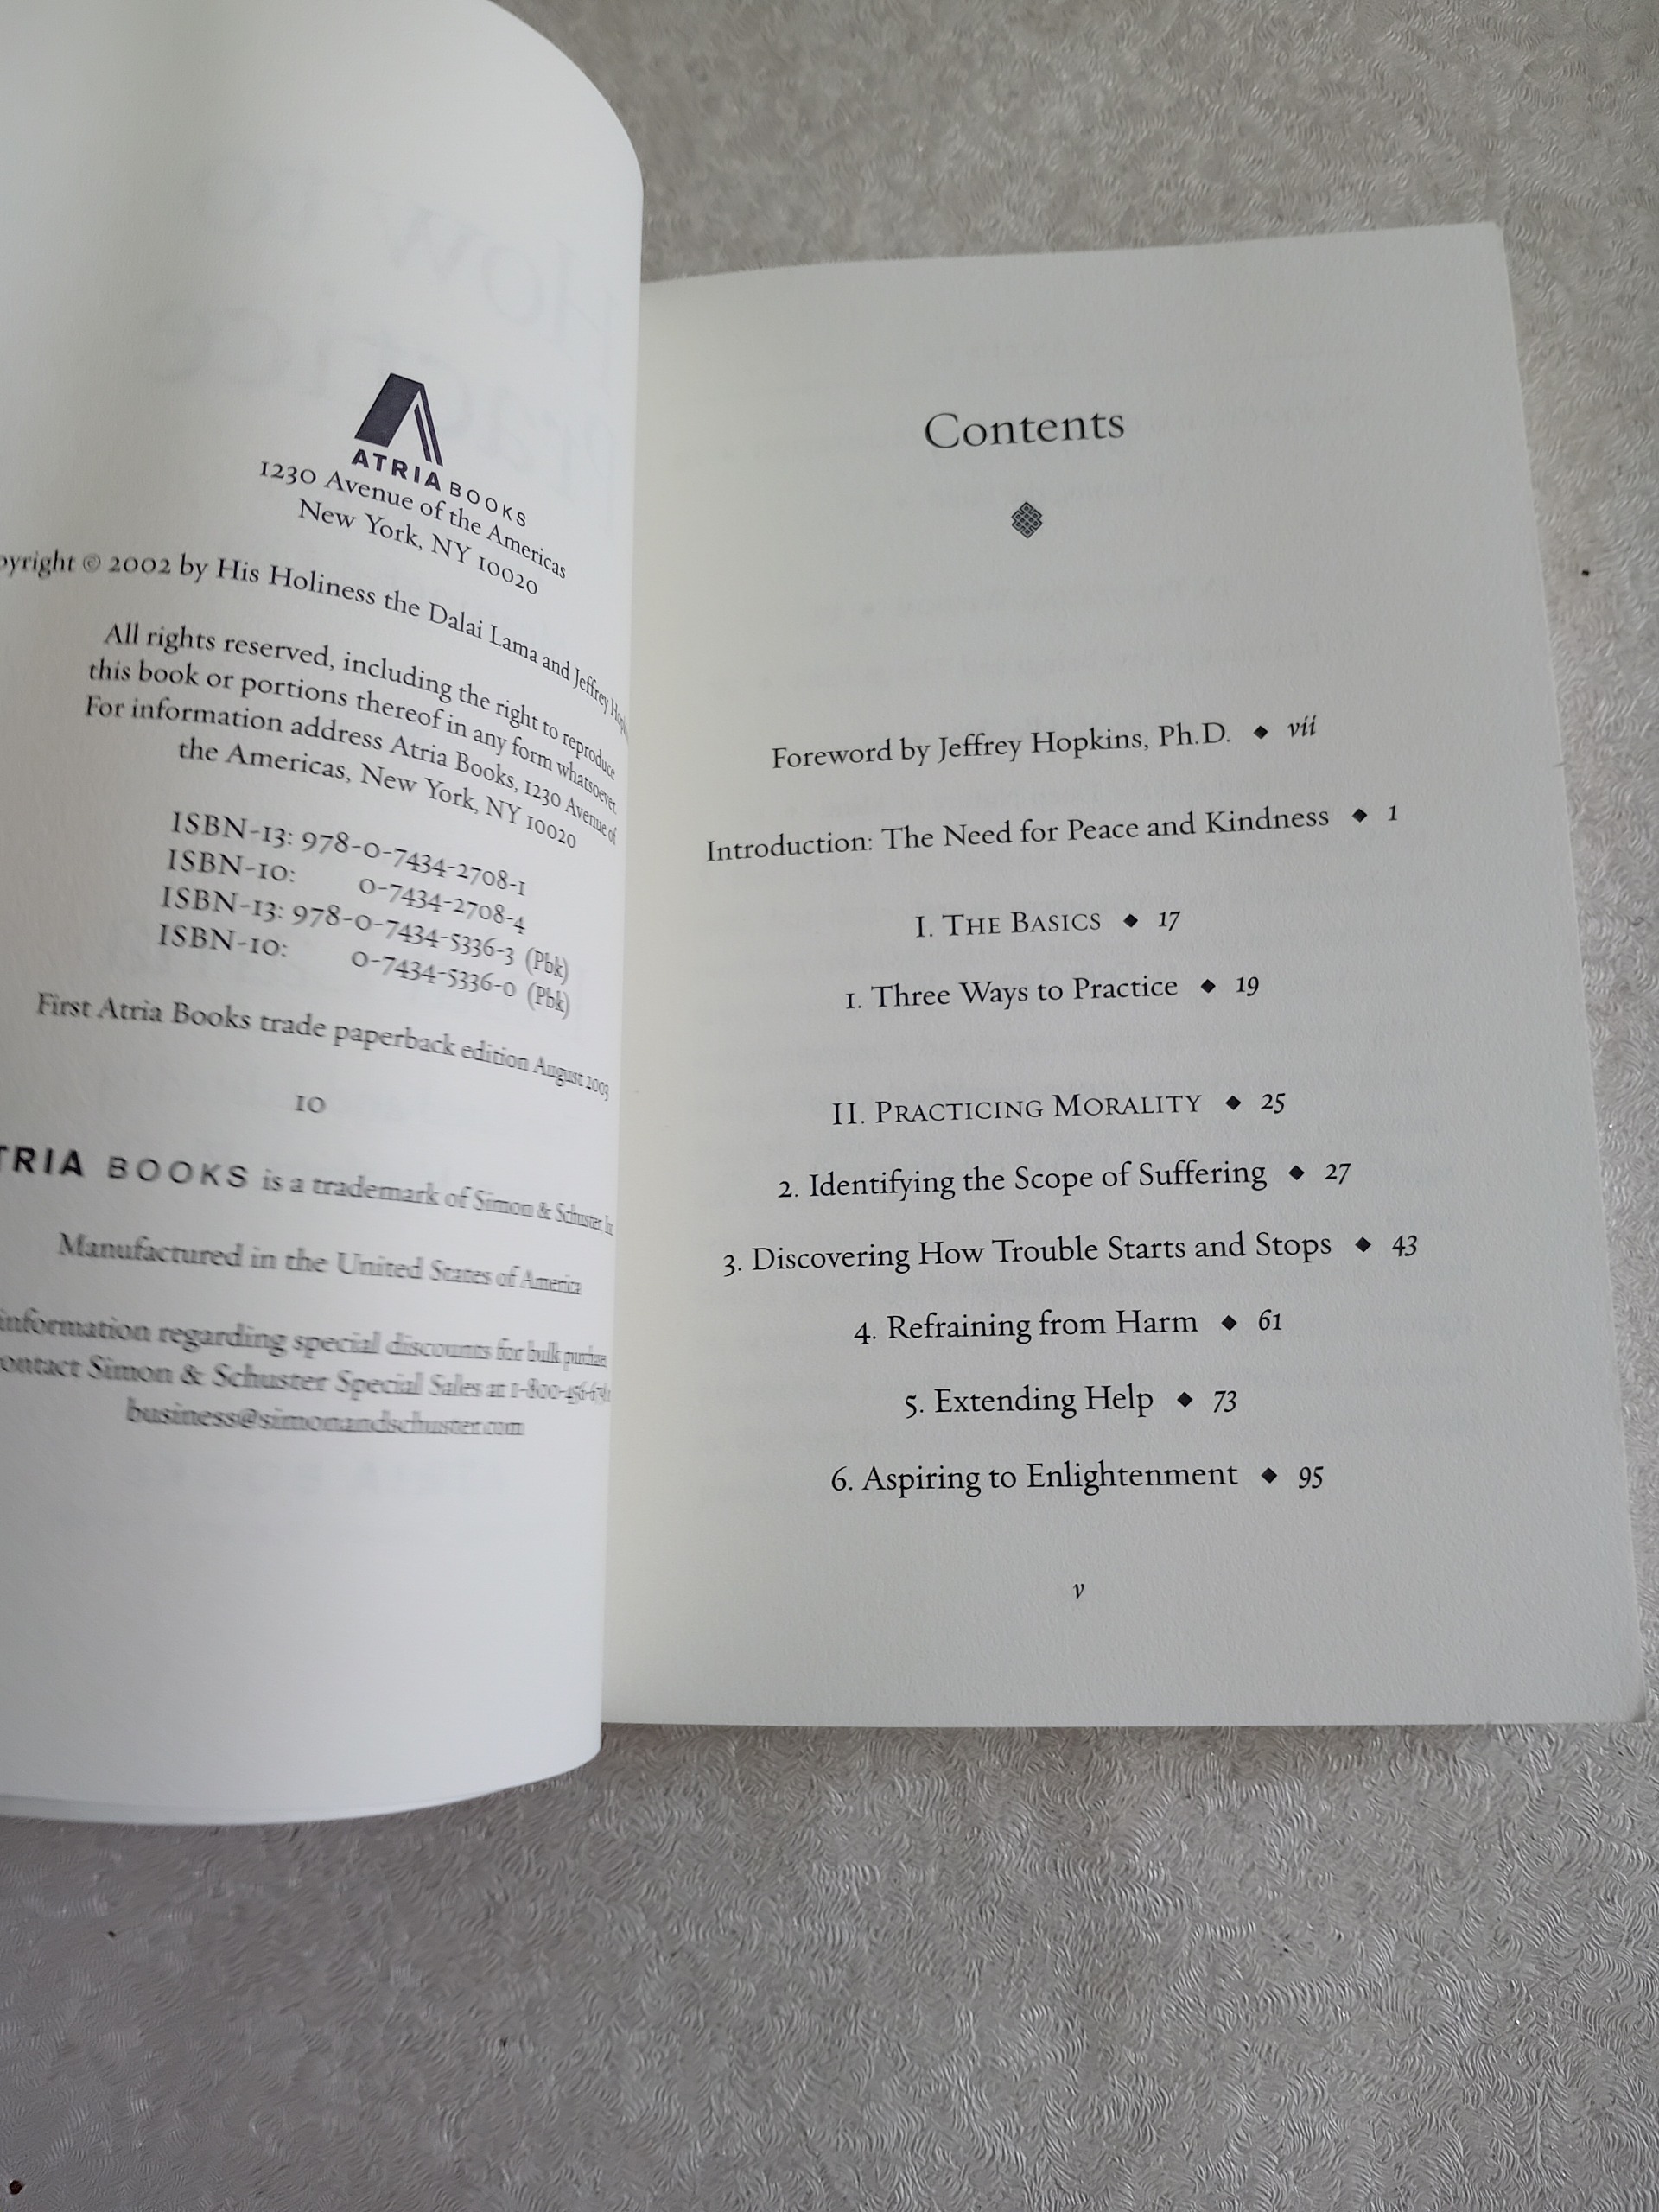 ATRIA BOOKS
1230 Avenue of the Americas
New York, NY 10020
opyright © 2002 by His Holiness the Dalai Lama and Jeffrey
All rights reserved, including the right to reproduce
this book or portions thereof in any form whatsoever.
For information address Atria Books, 1230 Avenue of
the Americas, New York, NY 10020
ISBN-13: 978-0-7434-2708-1
ISBN-10: 0-7434-2708-4
ISBN-13: 978-0-7434-5336-3 (Pbk)
ISBN-10: 0-7434-5336-0 (Pbk)
First Atria Books trade paperback edition August 2003
10
TRIA BOOKS is a trademark of Simon & Schuster,
Manufactured in the United States of America
information regarding special discounts for bulk
ontact Simon & Schuster Special Sales at
business@simonandschuster.com
Contents
Foreword by Jeffrey Hopkins, Ph.D. ◆ vii
Introduction: The Need for Peace and Kindness ◆ 1
I. THE BASICS ◆ 17
1. Three Ways to Practice ◆ 19
II. PRACTICING MORALITY ◆ 25
2. Identifying the Scope of Suffering ◆ 27
3. Discovering How Trouble Starts and Stops ◆ 43
4. Refraining from Harm ◆ 61
5. Extending Help ◆ 73
6. Aspiring to Enlightenment ◆ 95
v